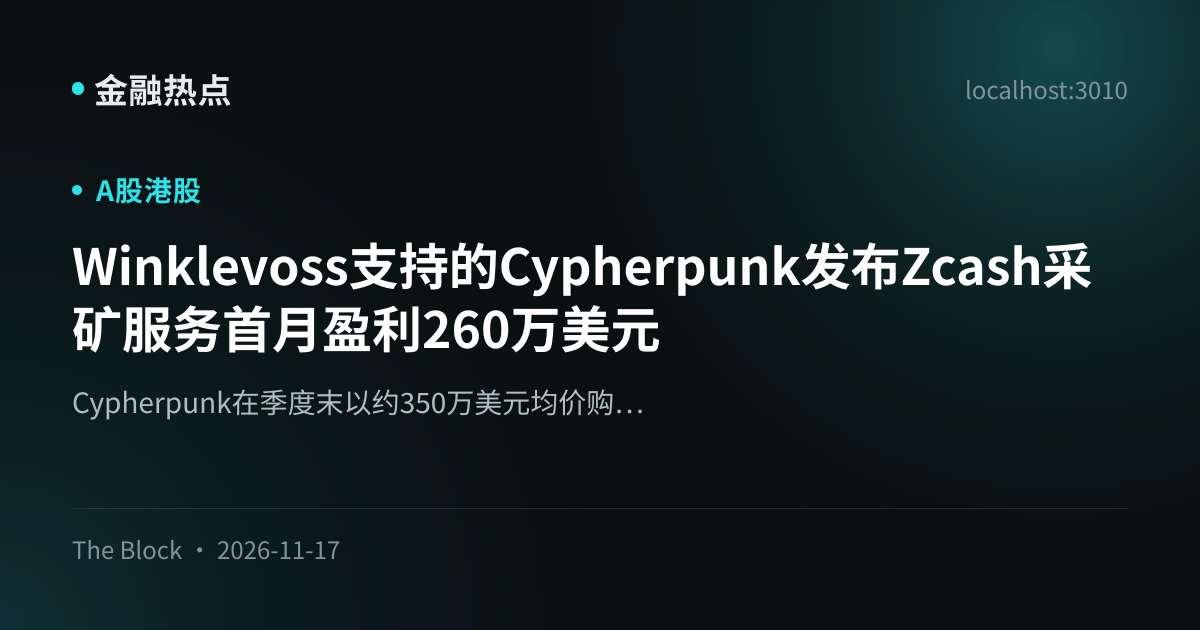 金融热点
localhost:3010
A股港股
Winklevoss支持的Cypherpunk发布Zcash采
矿服务首月盈利260万美元
Cypherpunk在季度末以约350万美元均价购…
The Block • 2026-11-17